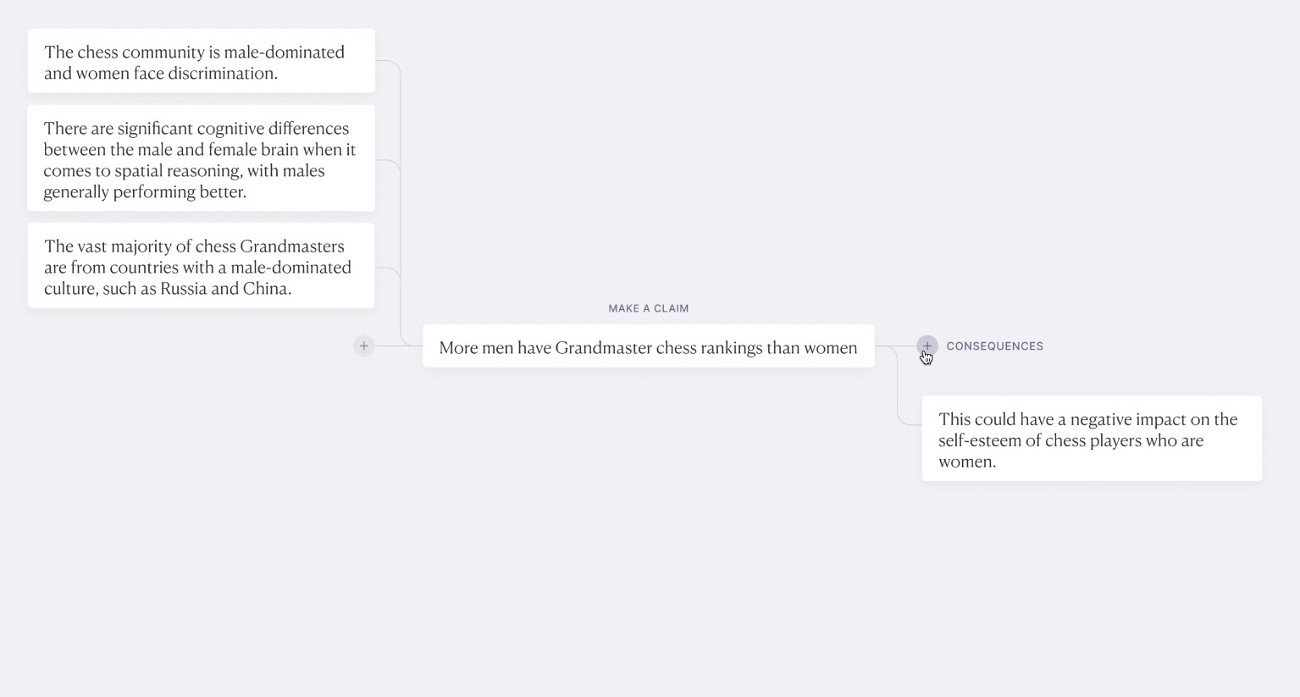 The chess community is male-dominated
and women face discrimination.
There are significant cognitive differences
between the male and female brain when it
comes to spatial reasoning, with males
generally performing better.
The vast majority of chess Grandmasters
are from countries with a male-dominated
culture, such as Russia and China.
MAKE A CLAIM
+
More men have Grandmaster chess rankings than women
+ CONSEQUENCES
This could have a negative impact on the
self-esteem of chess players who are
women.